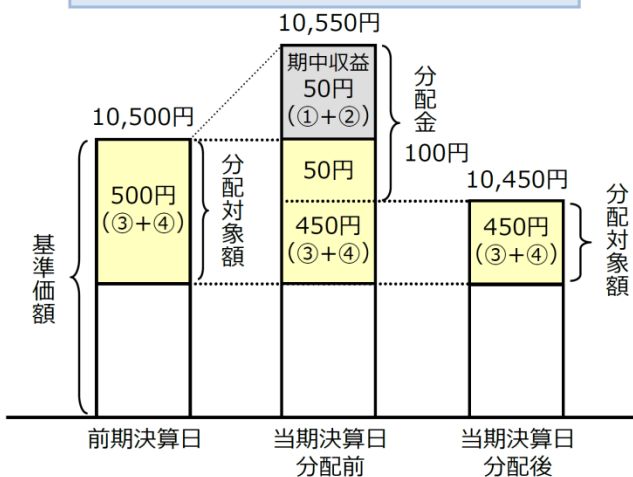 10,550円
期中収益
50円
(①+②)
分配金
100円
10,500円
500円
(③+④)
分配対象額
50円
450円
(③+④)
10,450円
450円
(③+④)
分配対象額
基準価額
前期決算日
当期決算日
分配前
当期決算日
分配後